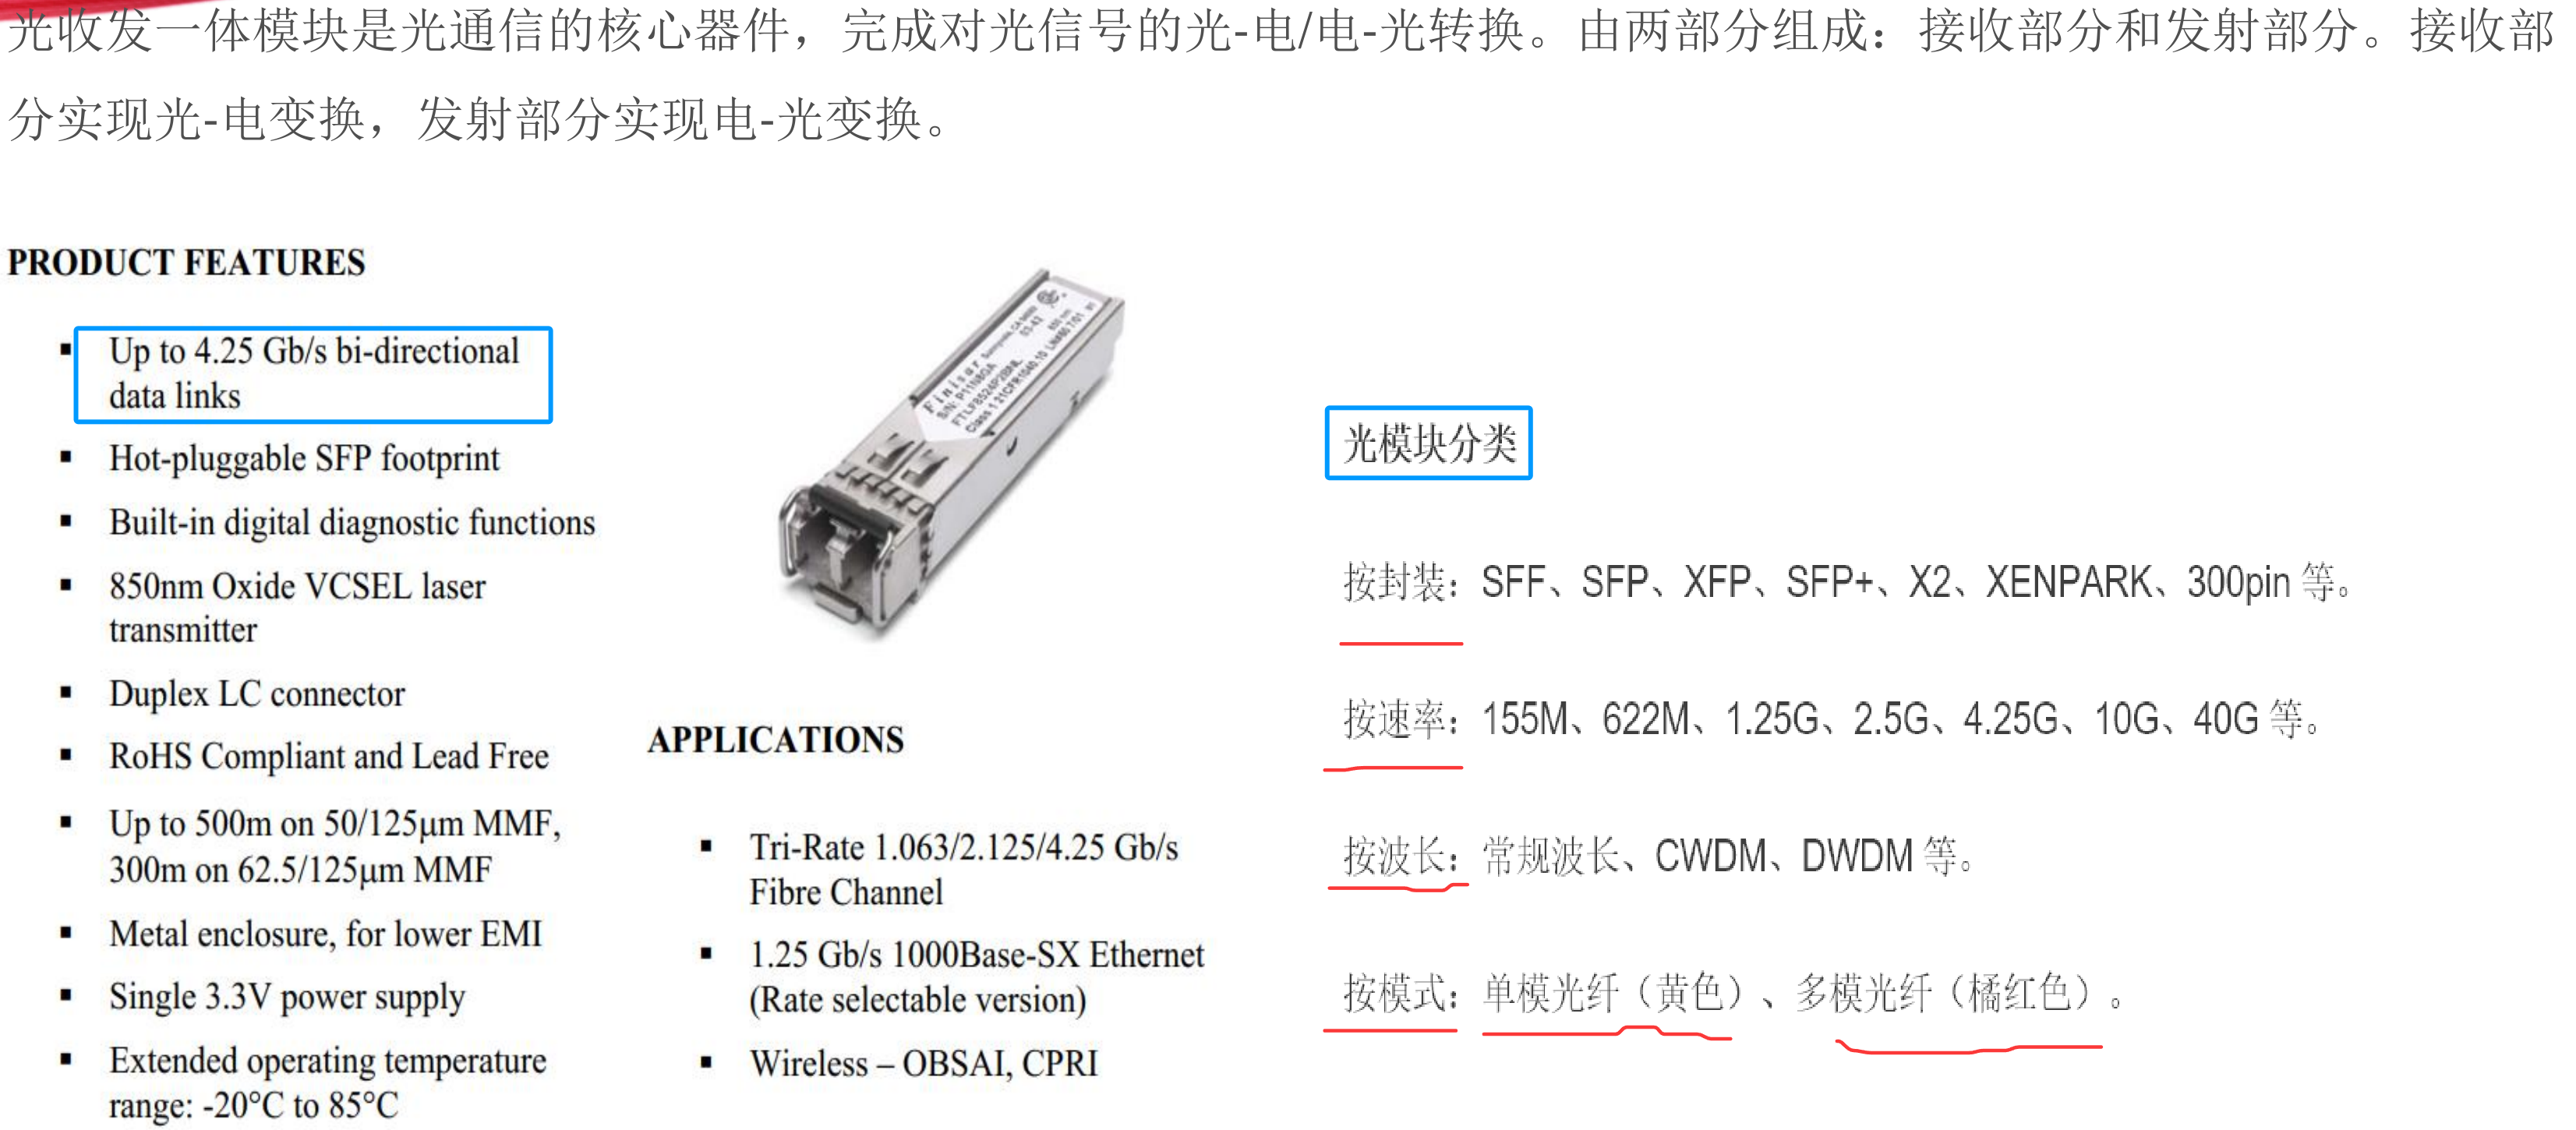 光收发一体模块是光通信的核心器件，完成对光信号的光-电/电-光转换。由两部分组成：接收部分和发射部分。接收部
分实现光-电变换，发射部分实现电-光变换。
PRODUCT FEATURES
▪ Up to 4.25 Gb/s bi-directional
data links
▪ Hot-pluggable SFP footprint
▪ Built-in digital diagnostic functions
▪ 850nm Oxide VCSEL laser
transmitter
▪ Duplex LC connector
▪ RoHS Compliant and Lead Free
▪ Up to 500m on 50/125μm MMF,
300m on 62.5/125μm MMF
▪ Metal enclosure, for lower EMI
▪ Single 3.3V power supply
▪ Extended operating temperature
range: -20°C to 85°C
Finisar
S/N: P11N8GA
FTLF8524P2BNL
Class 1 21CFR1040.10
850 nm
APPLICATIONS
▪ Tri-Rate 1.063/2.125/4.25 Gb/s
Fibre Channel
▪ 1.25 Gb/s 1000Base-SX Ethernet
(Rate selectable version)
▪ Wireless – OBSAI, CPRI
光模块分类
按封装：SFF、SFP、XFP、SFP+、X2、XENPARK、300pin 等。
按速率：155M、622M、1.25G、2.5G、4.25G、10G、40G 等。
按波长：常规波长、CWDM、DWDM 等。
按模式：单模光纤（黄色）、多模光纤（橘红色）。